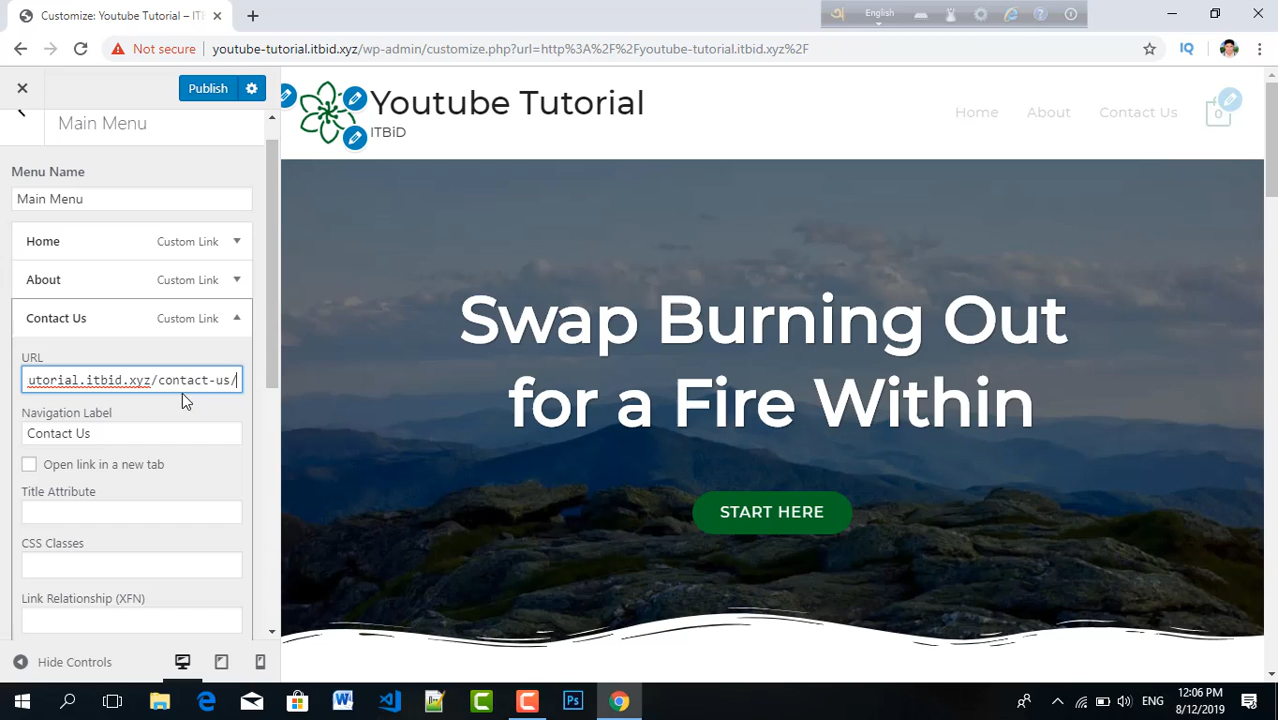 Customize: Youtube Tutorial – ITB
English
Not secure
youtube-tutorial.itbid.xyz/wp-admin/customize.php?url=http%3A%2F%2Fyoutube-tutorial.itbid.xyz%2F
IQ
Publish
Main Menu
Menu Name
Main Menu
Home Custom Link
About Custom Link
Contact Us Custom Link
URL
utorial.itbid.xyz/contact-us/
Navigation Label
Contact Us
Open link in a new tab
Title Attribute
CSS Classes
Link Relationship (XFN)
Hide Controls
Youtube Tutorial
ITBiD
Home About Contact Us 0
Swap Burning Out
for a Fire Within
START HERE
W
Ps
ENG
12:06 PM
8/12/2019